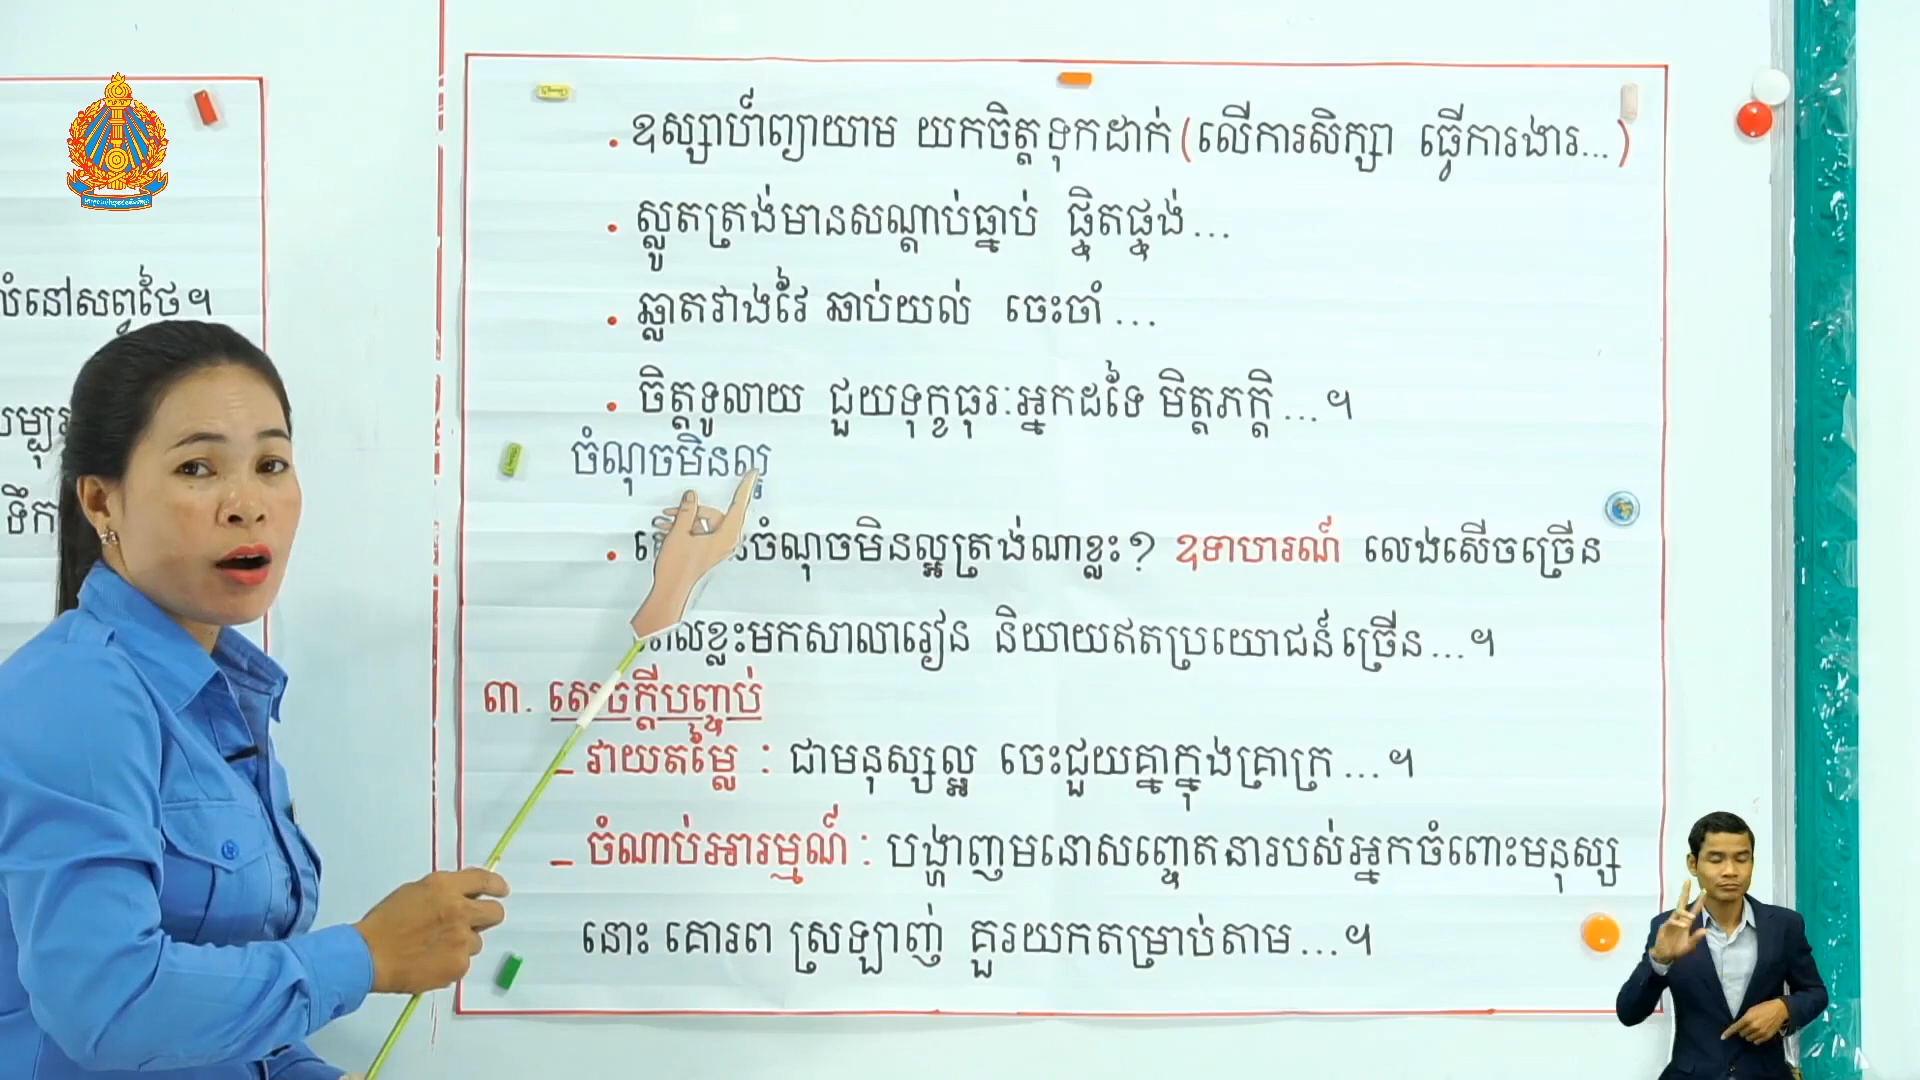 លំនៅសព្វថ្ងៃ។
ទឹក
. ឧស្សាហ៍ព្យាយាម យកចិត្តទុកដាក់(លើការសិក្សា ធ្វើការងារ...)
. ស្លូតត្រង់មានសណ្ដាប់ធ្នាប់ ផ្ទិតផ្ទង់...
. ឆ្លាតវាងវៃ ឆាប់យល់ ចេះចាំ...
. ចិត្តទូលាយ ជួយទុក្ខធុរៈអ្នកដទៃ មិត្តភក្ដិ...។
ចំណុចមិនល្អ
. ចំណុចមិនល្អត្រង់ណាខ្លះ? ឧទាហារណ៍ លេងសើចច្រើន
ខ្លះមកសាលារៀន និយាយឥតប្រយោជន៍ច្រើន...។
៣. សេចក្ដីបញ្ចប់
– វាយតម្លៃ : ជាមនុស្សល្អ ចេះជួយគ្នាក្នុងគ្រាក្រ...។
– ចំណាប់អារម្មណ៍ : បង្ហាញមនោសញ្ចេតនារបស់អ្នកចំពោះមនុស្ស
នោះ គោរព ស្រឡាញ់ គួរយកតម្រាប់តាម...។